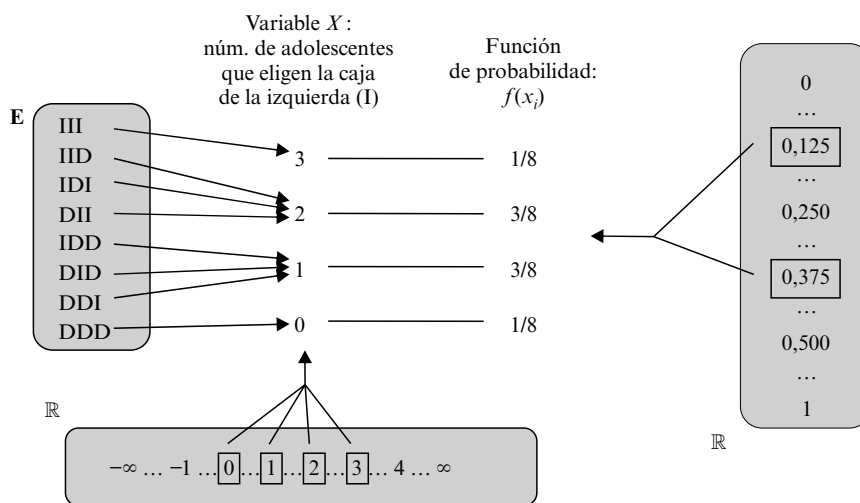 Variable X :
núm. de adolescentes
que eligen la caja
de la izquierda (I)
Función
de probabilidad:
f(xᵢ)
E
III
IID
IDI
DII
IDD
DID
DDI
DDD
3 1/8
2 3/8
1 3/8
0 1/8
0
...
0,125
...
0,250
...
0,375
...
0,500
...
1
ℝ
ℝ
−∞ ... −1 ... 0 ... 1 ... 2 ... 3 ... 4 ... ∞